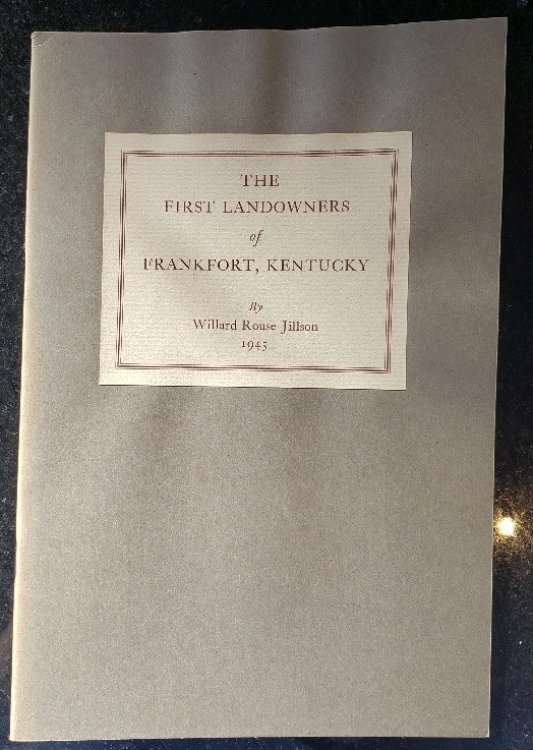 THE
FIRST LANDOWNERS
of
FRANKFORT, KENTUCKY
By
Willard Rouse Jillson
1945